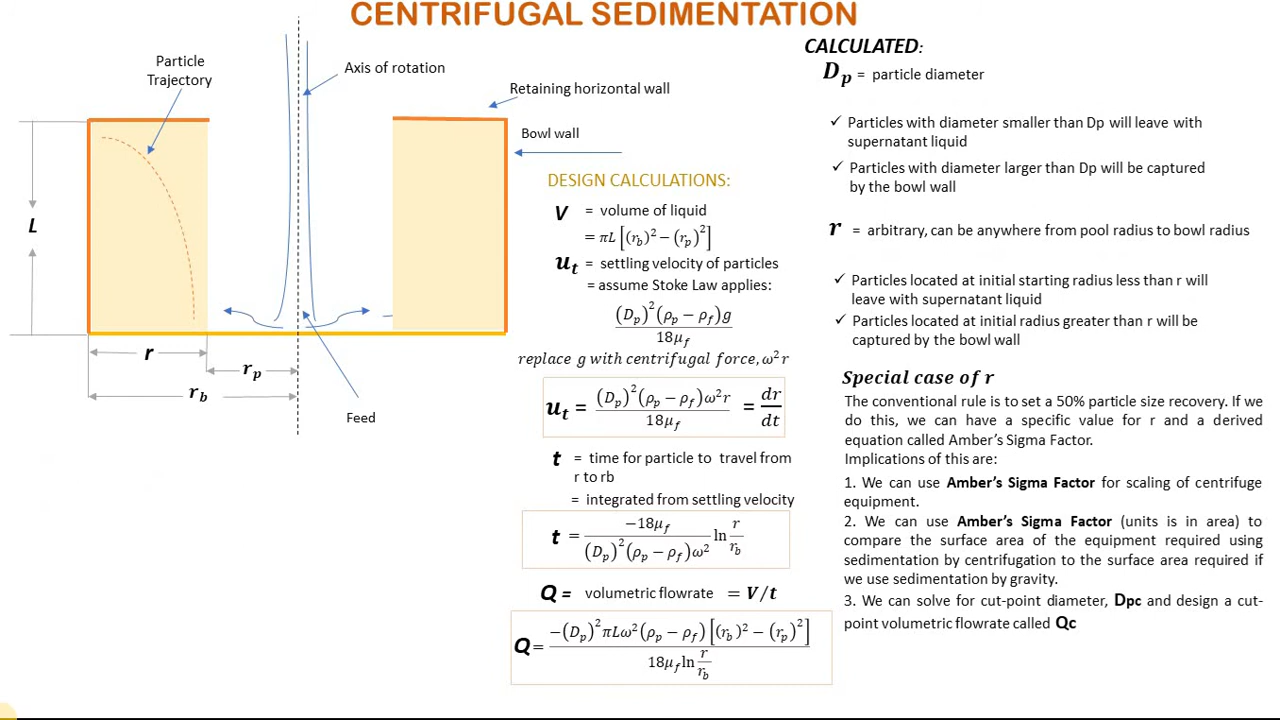 CENTRIFUGAL SEDIMENTATION
Particle
Trajectory
Axis of rotation
Retaining horizontal wall
Bowl wall
L
r
r_p
r_b
Feed
DESIGN CALCULATIONS:
V = volume of liquid
= πL [(r_b)² − (r_p)²]
u_t = settling velocity of particles
= assume Stoke Law applies:
(D_p)²(ρ_p − ρ_f)g
18μ_f
replace g with centrifugal force, ω²r
u_t = (D_p)²(ρ_p − ρ_f)ω²r / 18μ_f = dr/dt
t = time for particle to travel from
r to rb
= integrated from settling velocity
t = −18μ_f / (D_p)²(ρ_p − ρ_f)ω² ln r/r_b
Q = volumetric flowrate = V/t
Q = −(D_p)²πLω²(ρ_p − ρ_f)[(r_b)² − (r_p)²] / 18μ_f ln r/r_b
CALCULATED:
D_p = particle diameter
✓ Particles with diameter smaller than Dp will leave with
supernatant liquid
✓ Particles with diameter larger than Dp will be captured
by the bowl wall
r = arbitrary, can be anywhere from pool radius to bowl radius
✓ Particles located at initial starting radius less than r will
leave with supernatant liquid
✓ Particles located at initial radius greater than r will be
captured by the bowl wall
Special case of r
The conventional rule is to set a 50% particle size recovery. If we
do this, we can have a specific value for r and a derived
equation called Amber's Sigma Factor.
Implications of this are:
1. We can use Amber's Sigma Factor for scaling of centrifuge
equipment.
2. We can use Amber's Sigma Factor (units is in area) to
compare the surface area of the equipment required using
sedimentation by centrifugation to the surface area required if
we use sedimentation by gravity.
3. We can solve for cut-point diameter, Dpc and design a cut-
point volumetric flowrate called Qc